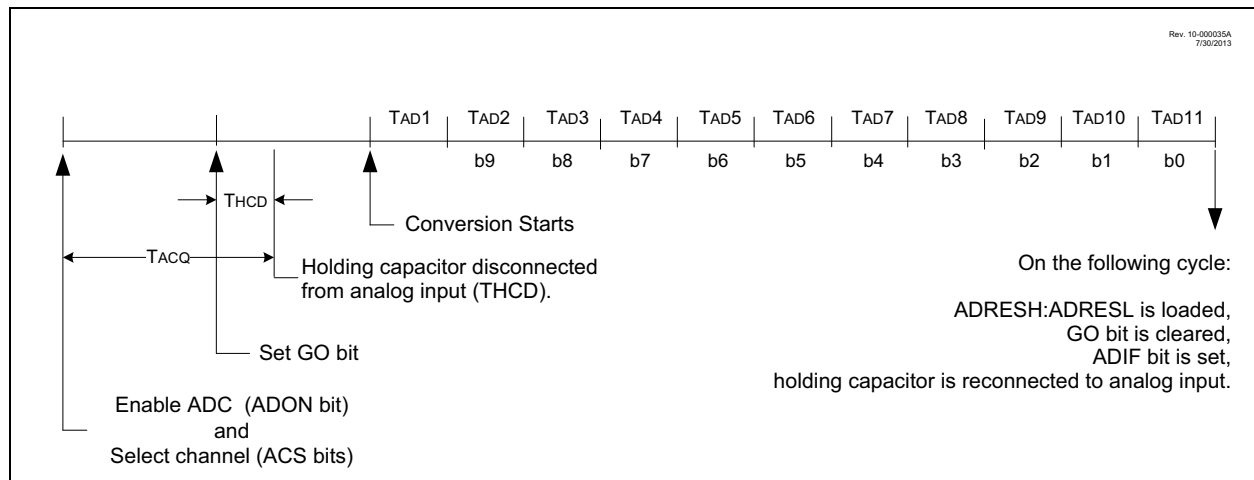 Rev. 10-000035A
7/30/2013
TAD1 TAD2 TAD3 TAD4 TAD5 TAD6 TAD7 TAD8 TAD9 TAD10 TAD11
b9 b8 b7 b6 b5 b4 b3 b2 b1 b0
THCD
Conversion Starts
TACQ
Holding capacitor disconnected
from analog input (THCD).
Set GO bit
Enable ADC (ADON bit)
and
Select channel (ACS bits)
On the following cycle:
ADRESH:ADRESL is loaded,
GO bit is cleared,
ADIF bit is set,
holding capacitor is reconnected to analog input.